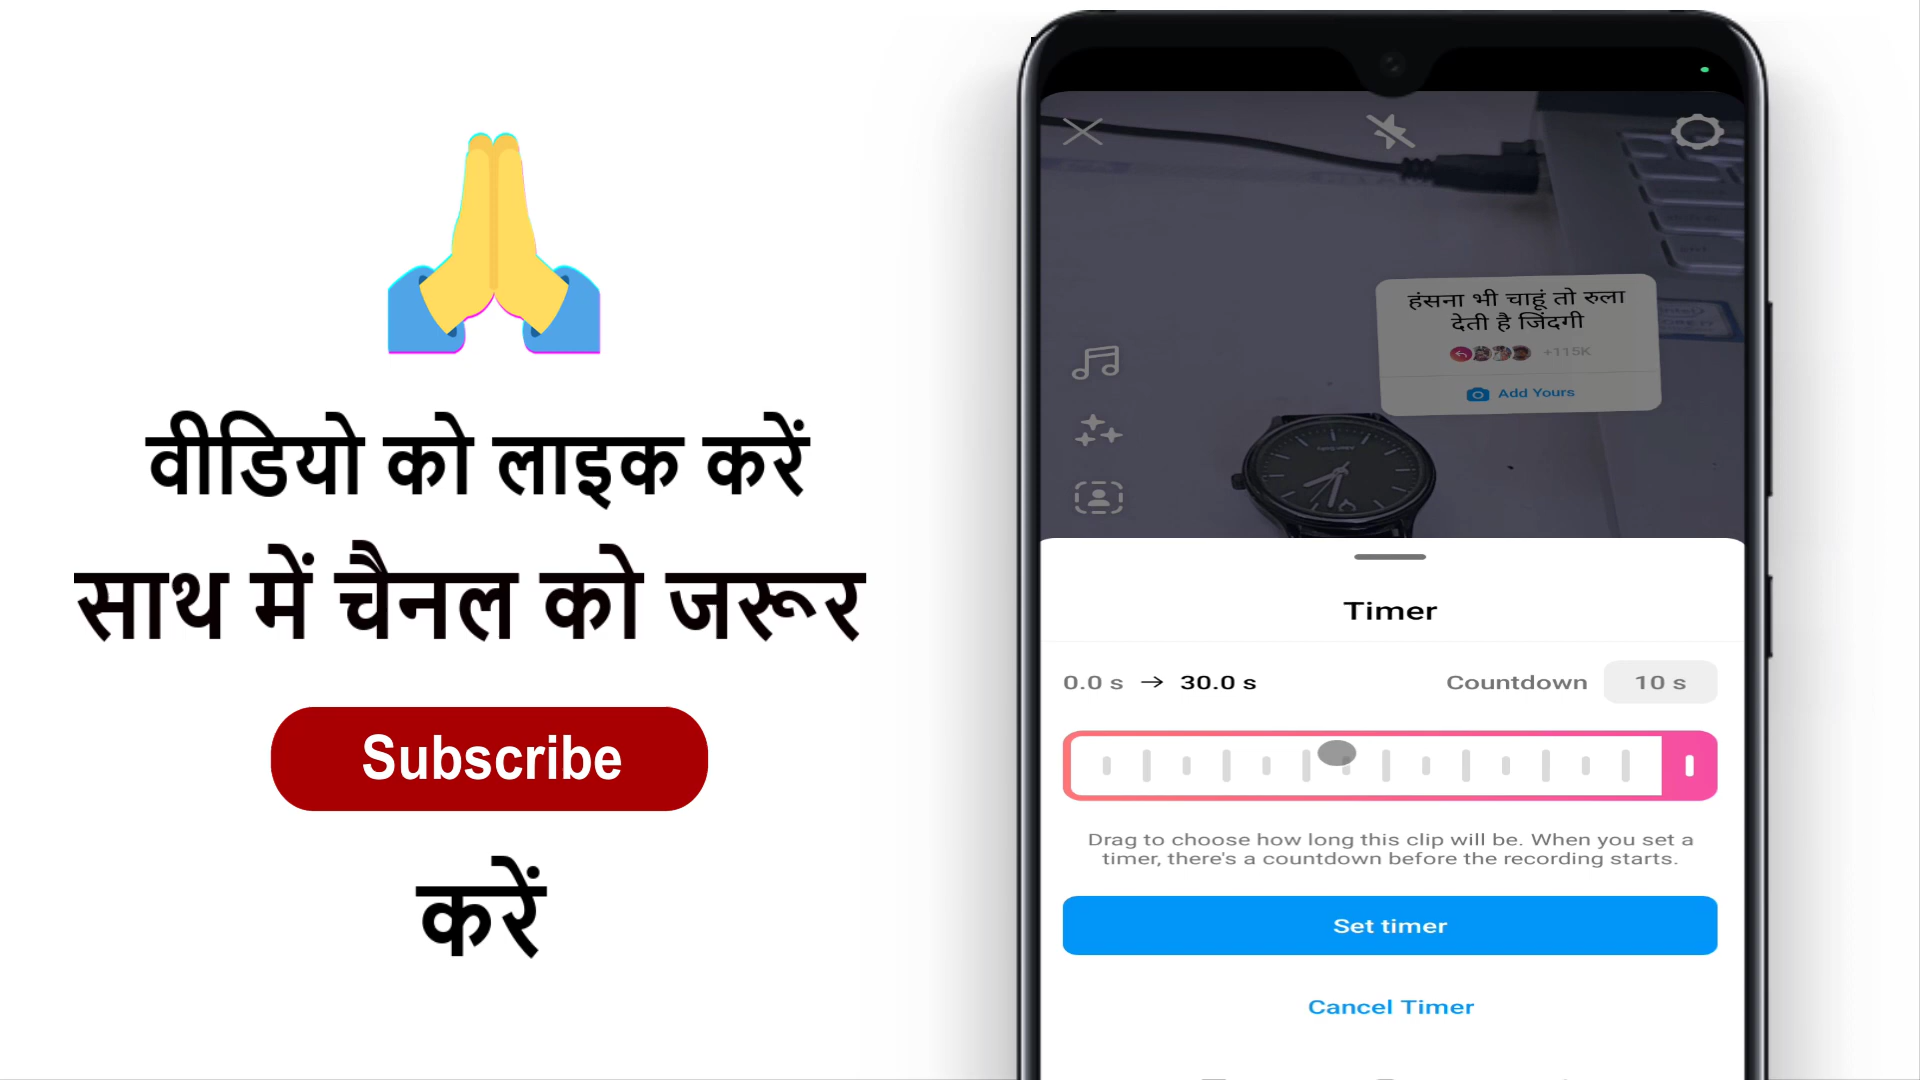 वीडियो को लाइक करें
साथ में चैनल को जरूर
Subscribe
करें
हंसना भी चाहूं तो रुला
देती है जिंदगी
+115K
Add Yours
Timer
0.0 s → 30.0 s
Countdown 10 s
Drag to choose how long this clip will be. When you set a
timer, there's a countdown before the recording starts.
Set timer
Cancel Timer